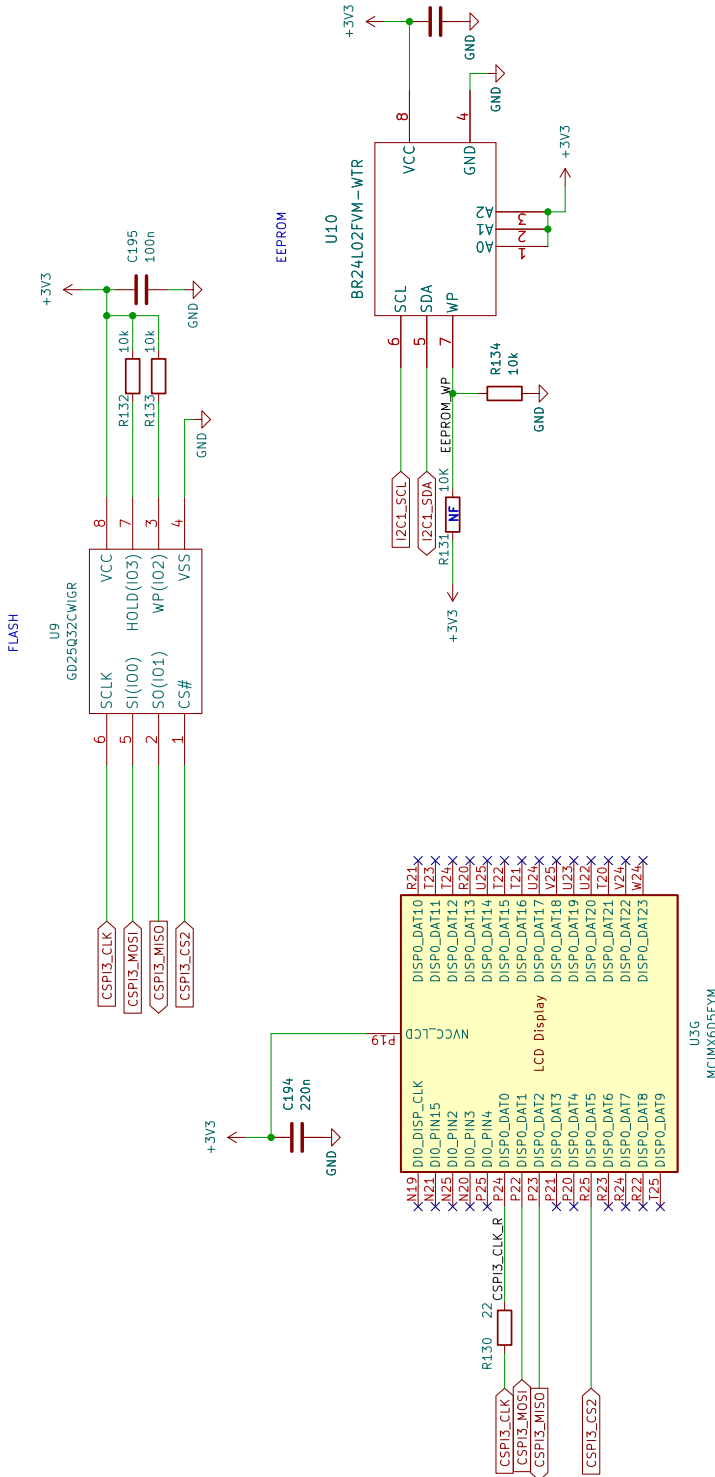 FLASH
U9
GD25Q32CWIGR
CSPI3_CLK
CSPI3_MOSI
CSPI3_MISO
CSPI3_CS2
6
5
2
1
SCLK
SI(IO0)
SO(IO1)
CS#
VCC
HOLD(IO3)
WP(IO2)
VSS
8
7
3
4
R132
10k
R133
10k
+3V3
C195
100n
GND
GND
EEPROM
U10
BR24L02FVM-WTR
+3V3
GND
GND
+3V3
8
4
VCC
GND
A2
A1
A0
3
2
1
SCL
SDA
WP
6
5
7
I2C1_SCL
I2C1_SDA
EEPROM_WP
R134
10k
GND
R131
10K
NF
+3V3
+3V3
C194
220n
GND
P19
NVCC_LCD
LCD Display
U3G
MCIMX6D5EYM
N19
N21
N25
N20
P25
P24
P22
P23
P21
P20
R25
R23
R24
R22
T25
DI0_DISP_CLK
DI0_PIN15
DI0_PIN2
DI0_PIN3
DI0_PIN4
DISP0_DAT0
DISP0_DAT1
DISP0_DAT2
DISP0_DAT3
DISP0_DAT4
DISP0_DAT5
DISP0_DAT6
DISP0_DAT7
DISP0_DAT8
DISP0_DAT9
DISP0_DAT10
DISP0_DAT11
DISP0_DAT12
DISP0_DAT13
DISP0_DAT14
DISP0_DAT15
DISP0_DAT16
DISP0_DAT17
DISP0_DAT18
DISP0_DAT19
DISP0_DAT20
DISP0_DAT21
DISP0_DAT22
DISP0_DAT23
R21
T23
T24
R20
U25
T22
T21
U24
V25
U23
U22
T20
V24
W24
CSPI3_CLK_R
R130
22
CSPI3_CLK
CSPI3_MOSI
CSPI3_MISO
CSPI3_CS2